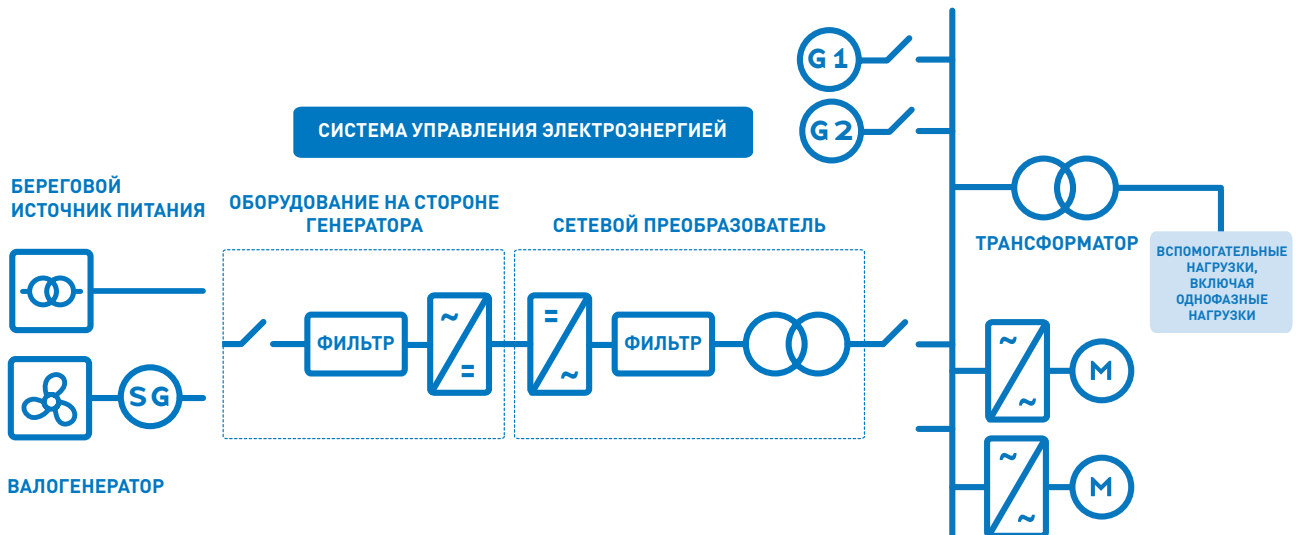 G 1
СИСТЕМА УПРАВЛЕНИЯ ЭЛЕКТРОЭНЕРГИЕЙ
G 2
БЕРЕГОВОЙ
ИСТОЧНИК ПИТАНИЯ
ОБОРУДОВАНИЕ НА СТОРОНЕ
ГЕНЕРАТОРА
СЕТЕВОЙ ПРЕОБРАЗОВАТЕЛЬ
ТРАНСФОРМАТОР
ВСПОМОГАТЕЛЬНЫЕ
НАГРУЗКИ,
ВКЛЮЧАЯ
ОДНОФАЗНЫЕ
НАГРУЗКИ
ФИЛЬТР
~
=
=
~
ФИЛЬТР
~
~
M
SG
ВАЛОГЕНЕРАТОР
~
~
M